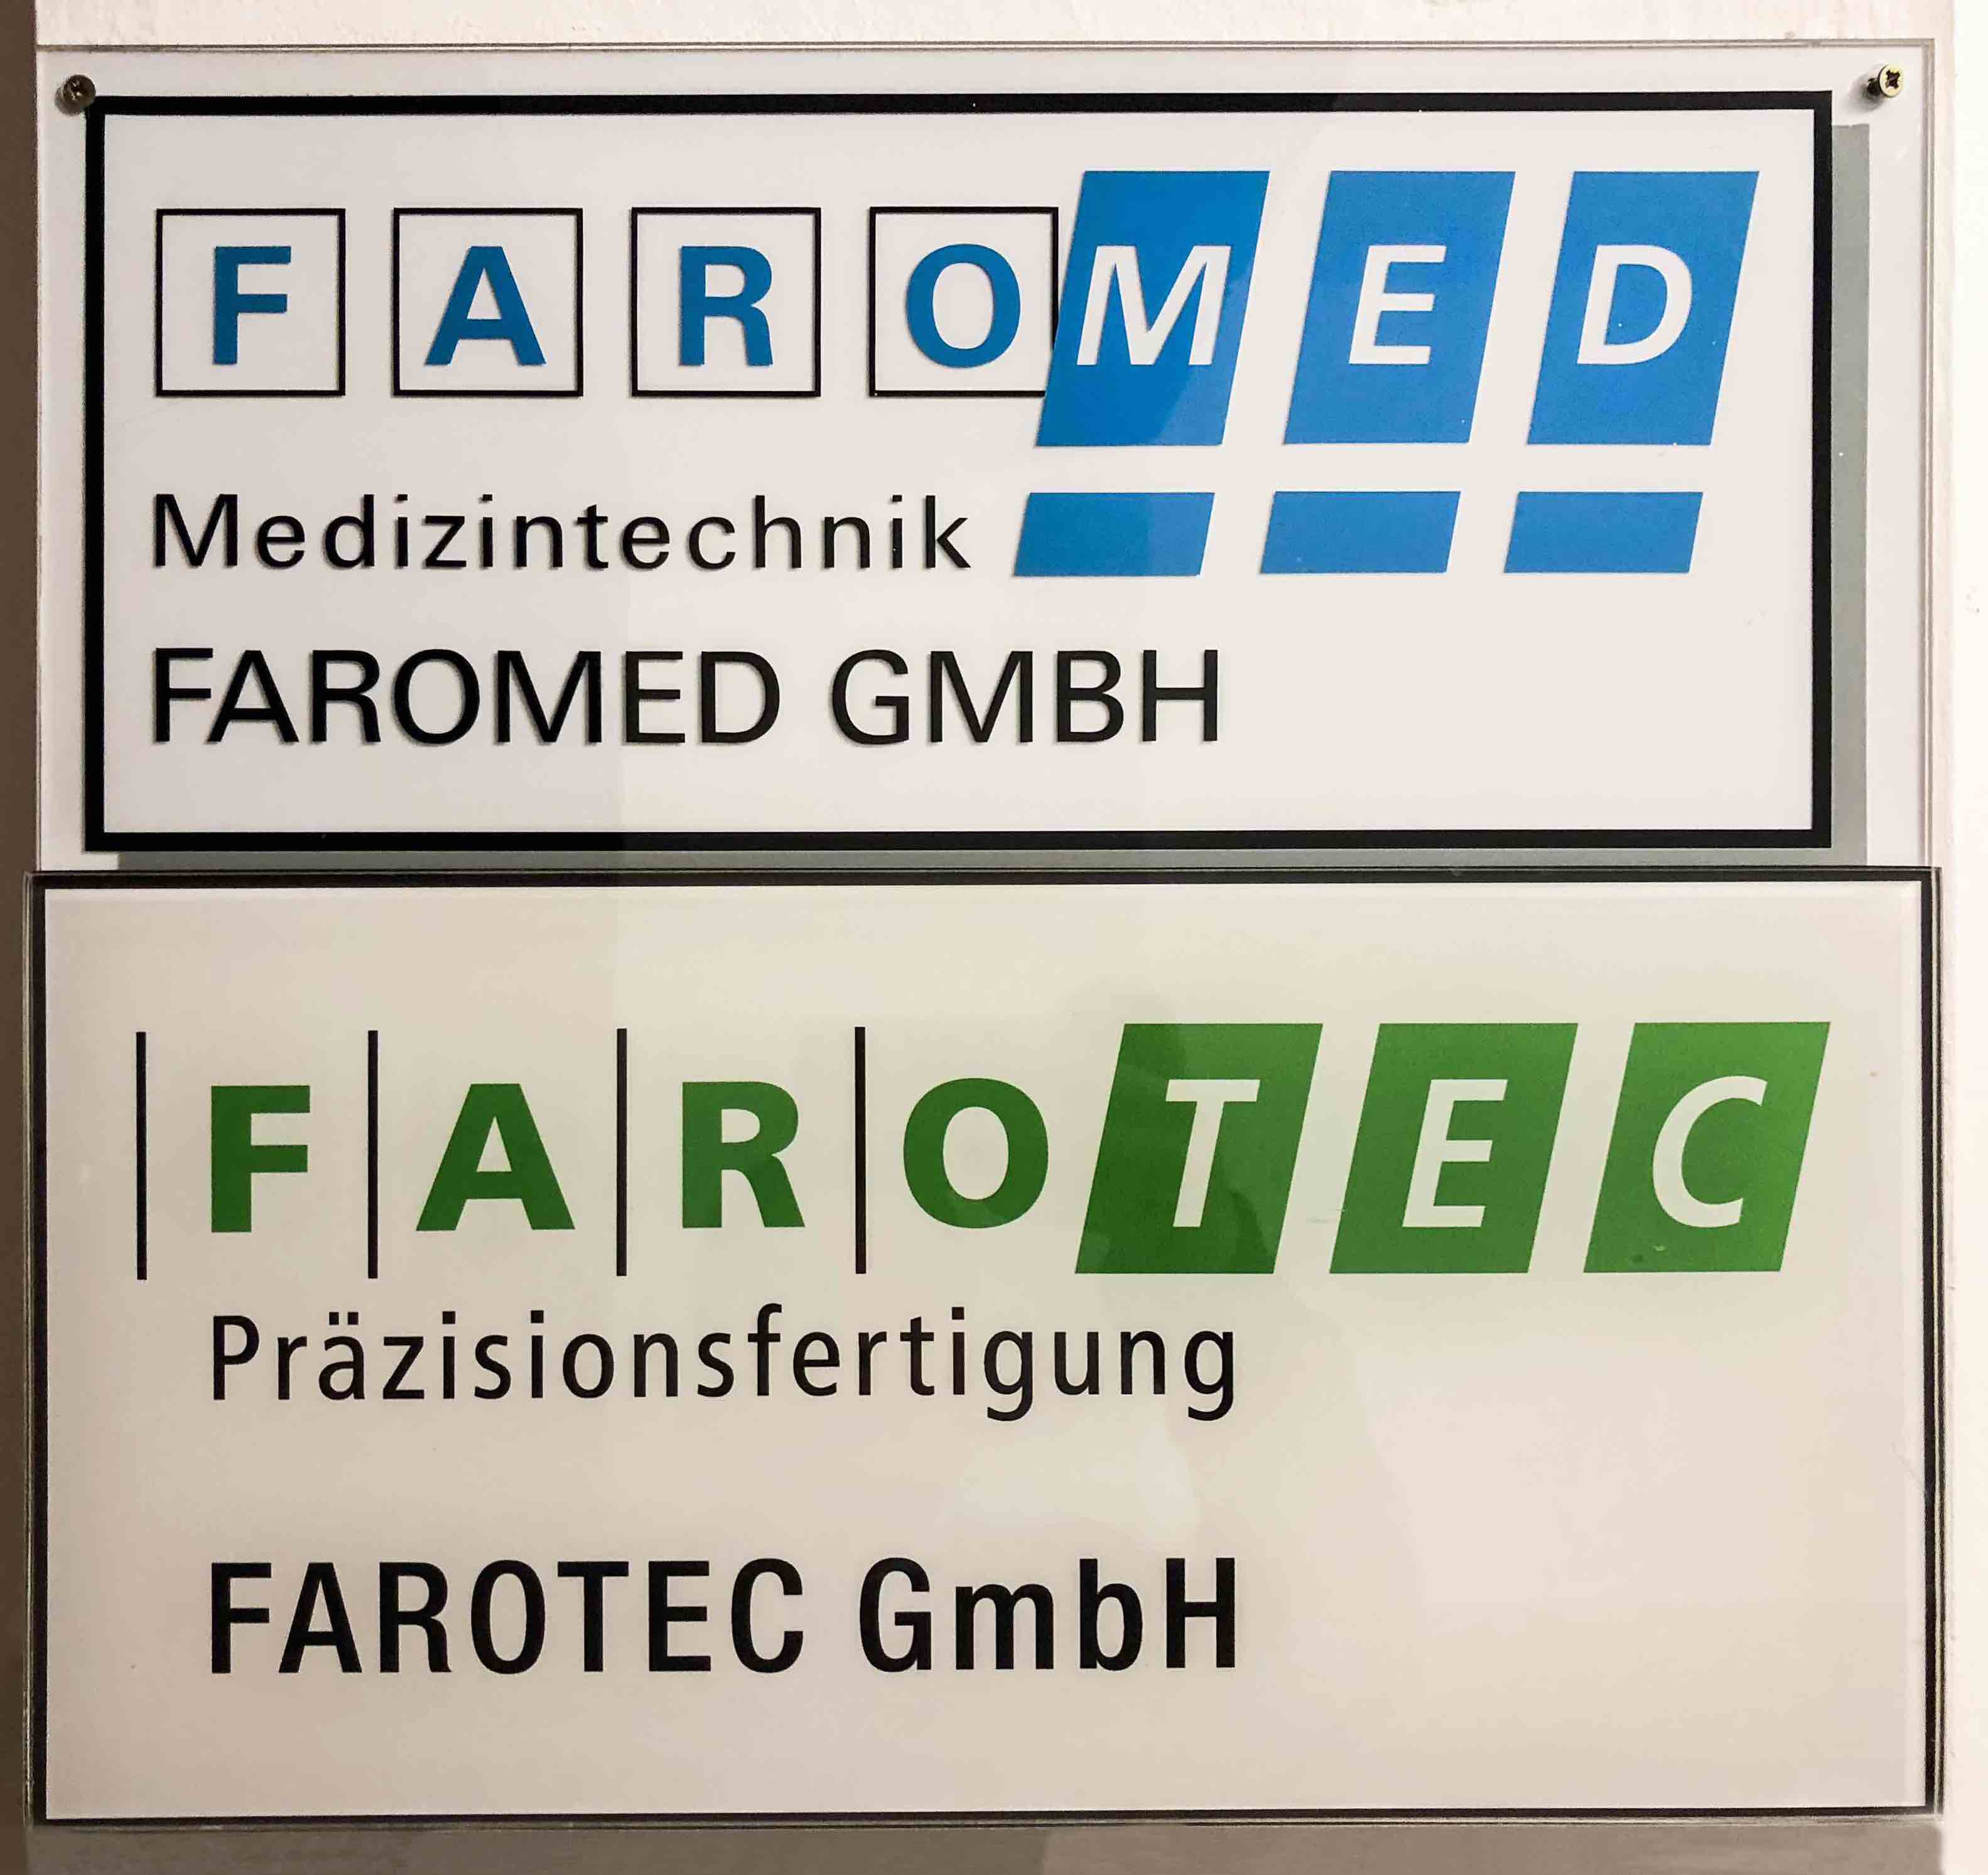 FAROMED
Medizintechnik
FAROMED GMBH
FAROTEC
Präzisionsfertigung
FAROTEC GmbH